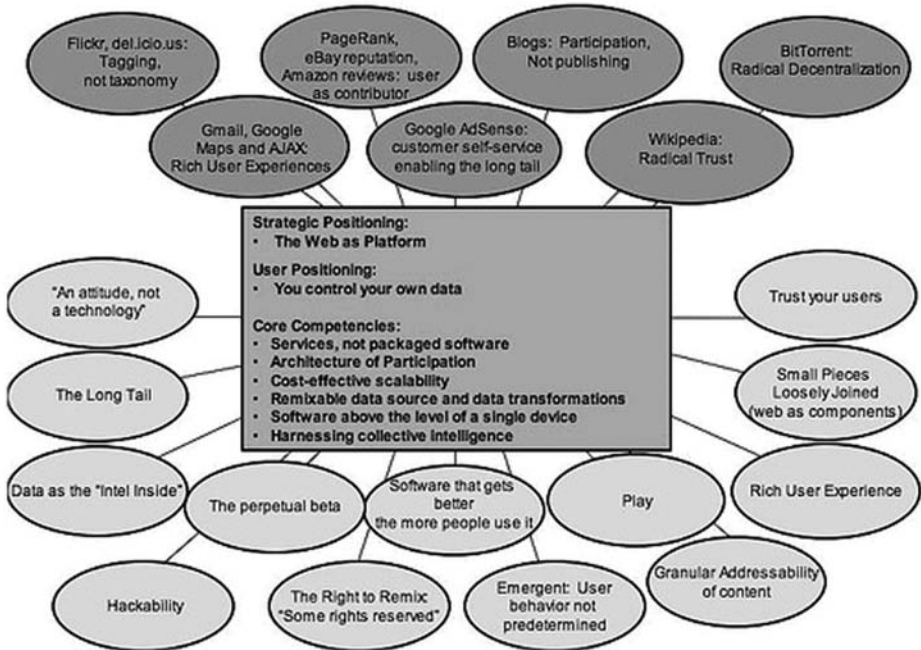 Flickr, del.icio.us:
Tagging,
not taxonomy
PageRank,
eBay reputation,
Amazon reviews: user
as contributor
Blogs: Participation,
Not publishing
BitTorrent:
Radical Decentralization
Gmail, Google
Maps and AJAX:
Rich User Experiences
Google AdSense:
customer self-service
enabling the long tail
Wikipedia:
Radical Trust
Strategic Positioning:
• The Web as Platform
User Positioning:
• You control your own data
Core Competencies:
• Services, not packaged software
• Architecture of Participation
• Cost-effective scalability
• Remixable data source and data transformations
• Software above the level of a single device
• Harnessing collective intelligence
"An attitude, not
a technology"
Trust your users
The Long Tail
Small Pieces
Loosely Joined
(web as components)
Data as the "Intel Inside"
The perpetual beta
Software that gets
better
the more people use it
Play
Rich User Experience
Hackability
The Right to Remix:
"Some rights reserved"
Emergent: User
behavior not
predetermined
Granular Addressability
of content